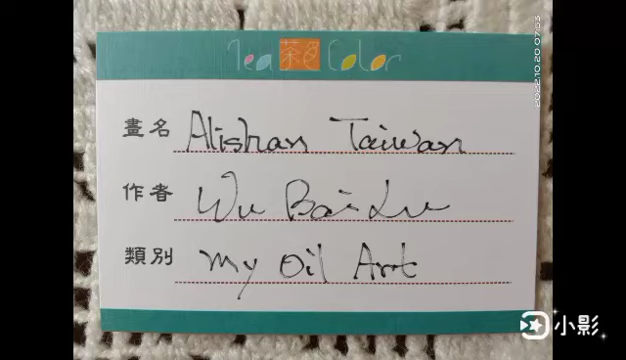 Tea 茶色 Color
畫名 Alishan Taiwan
作者 Wu Bai Lu
類別 my Oil Art
2022.10.20 07:53
小影